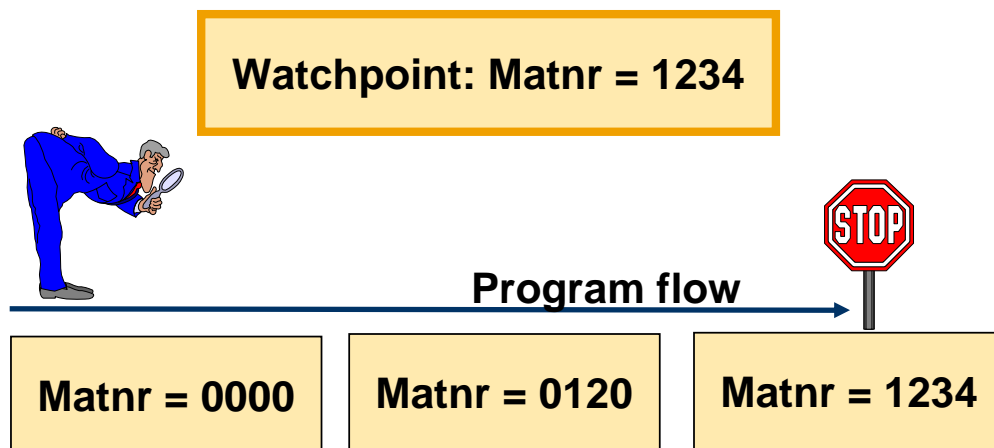 Watchpoint: Matnr = 1234
STOP
Program flow
Matnr = 0000
Matnr = 0120
Matnr = 1234